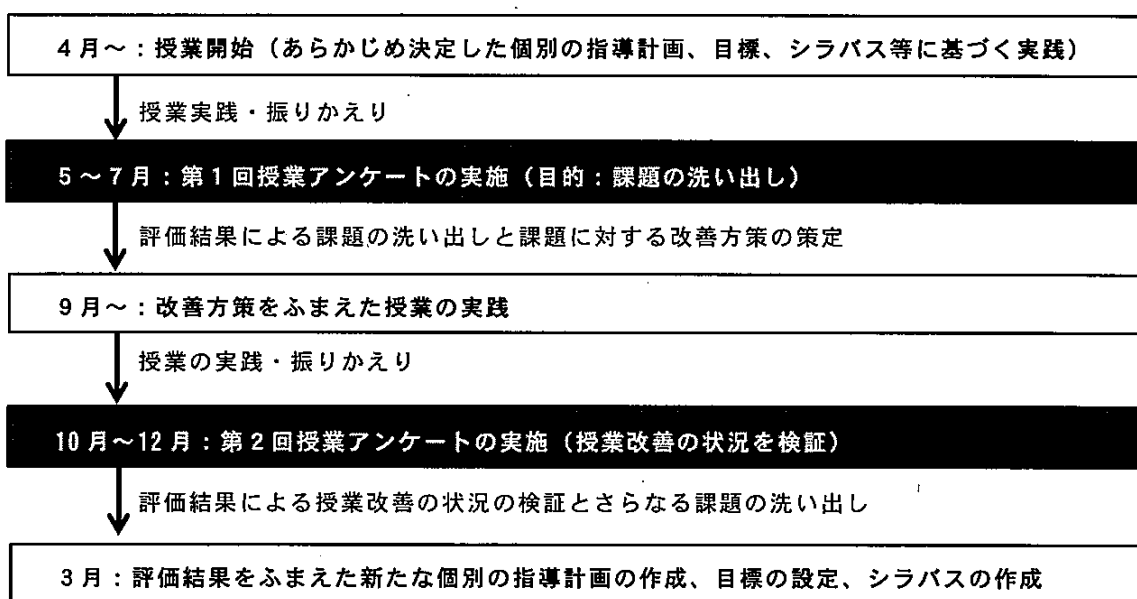 4月～：授業開始（あらかじめ決定した個別の指導計画、目標、シラバス等に基づく実践）
授業実践・振りかえり
5～7月：第1回授業アンケートの実施（目的：課題の洗い出し）
評価結果による課題の洗い出しと課題に対する改善方策の策定
9月～：改善方策をふまえた授業の実践
授業の実践・振りかえり
10月～12月：第2回授業アンケートの実施（授業改善の状況を検証）
評価結果による授業改善の状況の検証とさらなる課題の洗い出し
3月：評価結果をふまえた新たな個別の指導計画の作成、目標の設定、シラバスの作成